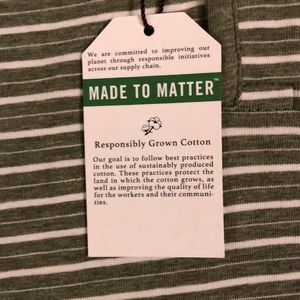 We are committed to improving our
planet through responsible initiatives
across our supply chain.
MADE TO MATTER™
Responsibly Grown Cotton
Our goal is to follow best practices
in the use of sustainably produced
cotton. These practices protect the
land in which the cotton grows, as
well as improving the quality of life
for the workers and their communi-
ties.